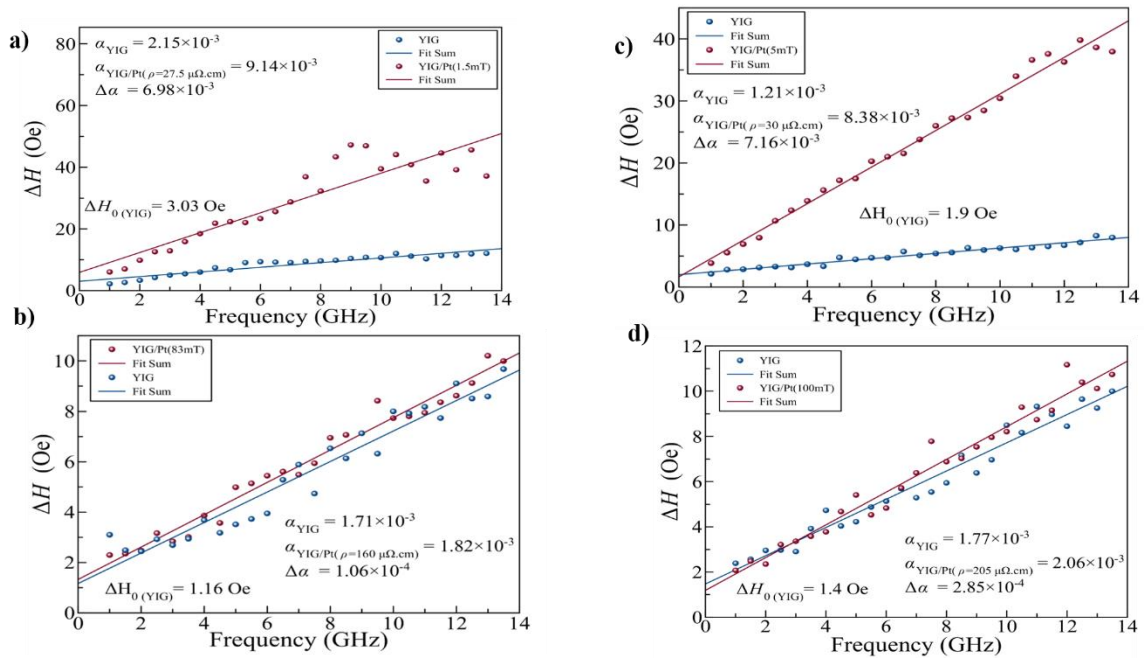 a)
80
60
40
20
0
ΔH (Oe)
α_YIG = 2.15×10⁻³
α_YIG/Pt( ρ=27.5 μΩ.cm) = 9.14×10⁻³
Δα = 6.98×10⁻³
YIG
Fit Sum
YIG/Pt(1.5mT)
Fit Sum
ΔH_0 (YIG) = 3.03 Oe
0 2 4 6 8 10 12 14
Frequency (GHz)
c)
40
30
20
10
0
ΔH (Oe)
YIG
Fit Sum
YIG/Pt(5mT)
Fit Sum
α_YIG = 1.21×10⁻³
α_YIG/Pt( ρ=30 μΩ.cm) = 8.38×10⁻³
Δα = 7.16×10⁻³
ΔH_0 (YIG) = 1.9 Oe
0 2 4 6 8 10 12 14
Frequency (GHz)
b)
10
8
6
4
2
0
ΔH (Oe)
YIG/Pt(83mT)
Fit Sum
YIG
Fit Sum
α_YIG = 1.71×10⁻³
α_YIG/Pt( ρ=160 μΩ.cm) = 1.82×10⁻³
Δα = 1.06×10⁻⁴
ΔH_0 (YIG) = 1.16 Oe
0 2 4 6 8 10 12 14
Frequency (GHz)
d)
12
10
8
6
4
2
0
ΔH (Oe)
YIG
Fit Sum
YIG/Pt(100mT)
Fit Sum
α_YIG = 1.77×10⁻³
α_YIG/Pt( ρ=205 μΩ.cm) = 2.06×10⁻³
Δα = 2.85×10⁻⁴
ΔH_0 (YIG) = 1.4 Oe
0 2 4 6 8 10 12 14
Frequency (GHz)